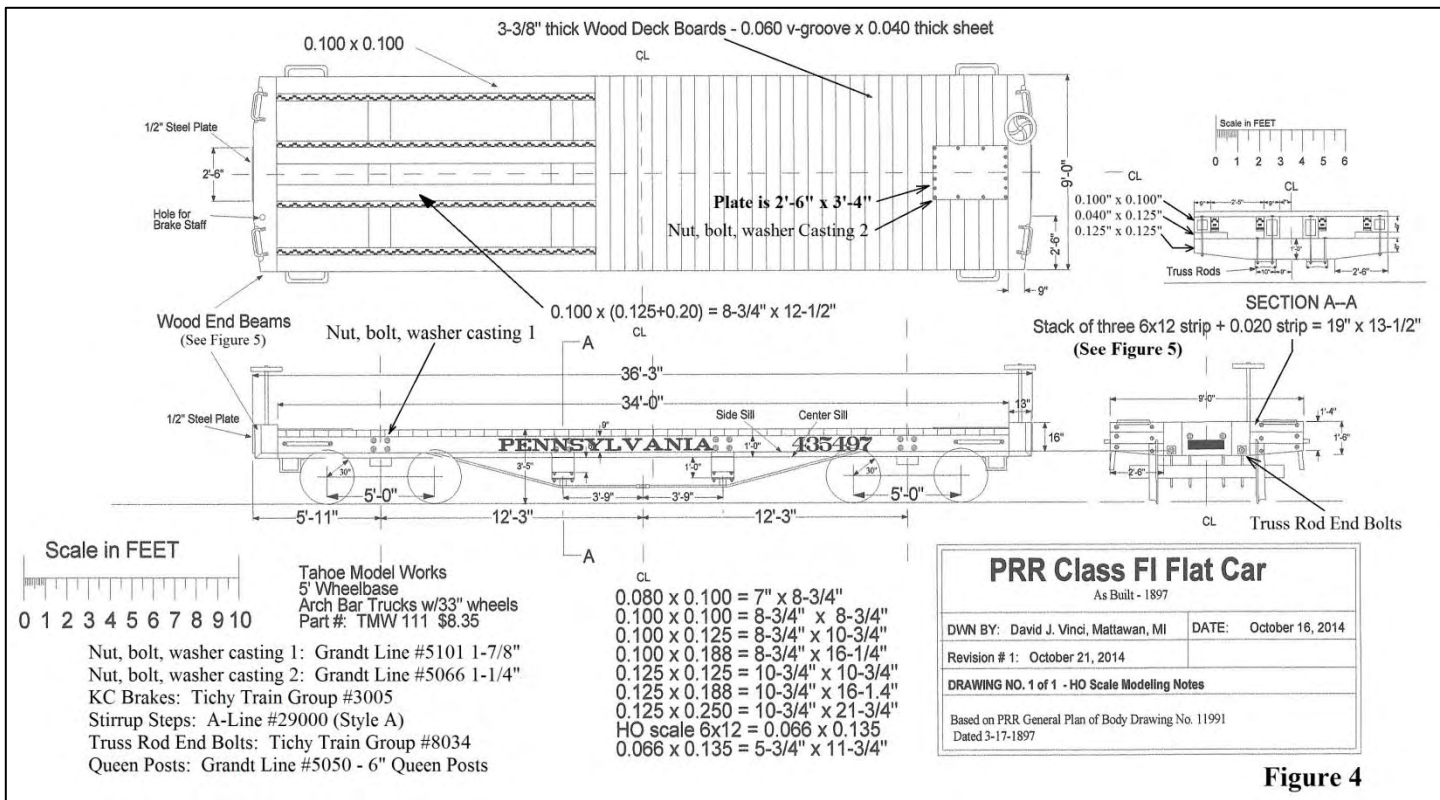 3-3/8" thick Wood Deck Boards - 0.060 v-groove x 0.040 thick sheet
0.100 x 0.100
CL
1/2" Steel Plate
2'-6"
Hole for
Brake Staff
CL
9'-0"
2'-6"
9"
Plate is 2'-6" x 3'-4"
Nut, bolt, washer Casting 2
0.100 x (0.125+0.20) = 8-3/4" x 12-1/2"
Scale in FEET
0 1 2 3 4 5 6
CL
0.100" x 0.100"
0.040" x 0.125"
0.125" x 0.125"
2'-5"
1'-0"
Truss Rods
10"
9"
2'-6"
SECTION A--A
Stack of three 6x12 strip + 0.020 strip = 19" x 13-1/2"
(See Figure 5)
Wood End Beams
(See Figure 5)
Nut, bolt, washer casting 1
CL
A
36'-3"
34'-0"
13"
1/2" Steel Plate
Side Sill
Center Sill
9"
PENNSYLVANIA
1'-0"
435497
16"
3'-5"
1'-0"
30"
30"
5'-0"
3'-9"
3'-9"
5'-0"
5'-11"
12'-3"
12'-3"
A
CL
9'-0"
1'-4"
1'-6"
2'-6"
CL
Truss Rod End Bolts
Scale in FEET
0 1 2 3 4 5 6 7 8 9 10
Tahoe Model Works
5' Wheelbase
Arch Bar Trucks w/33" wheels
Part #: TMW 111 $8.35
Nut, bolt, washer casting 1: Grandt Line #5101 1-7/8"
Nut, bolt, washer casting 2: Grandt Line #5066 1-1/4"
KC Brakes: Tichy Train Group #3005
Stirrup Steps: A-Line #29000 (Style A)
Truss Rod End Bolts: Tichy Train Group #8034
Queen Posts: Grandt Line #5050 - 6" Queen Posts
0.080 x 0.100 = 7" x 8-3/4"
0.100 x 0.100 = 8-3/4" x 8-3/4"
0.100 x 0.125 = 8-3/4" x 10-3/4"
0.100 x 0.188 = 8-3/4" x 16-1/4"
0.125 x 0.125 = 10-3/4" x 10-3/4"
0.125 x 0.188 = 10-3/4" x 16-1.4"
0.125 x 0.250 = 10-3/4" x 21-3/4"
HO scale 6x12 = 0.066 x 0.135
0.066 x 0.135 = 5-3/4" x 11-3/4"
PRR Class FI Flat Car
As Built - 1897
DWN BY: David J. Vinci, Mattawan, MI
DATE: October 16, 2014
Revision # 1: October 21, 2014
DRAWING NO. 1 of 1 - HO Scale Modeling Notes
Based on PRR General Plan of Body Drawing No. 11991
Dated 3-17-1897
Figure 4